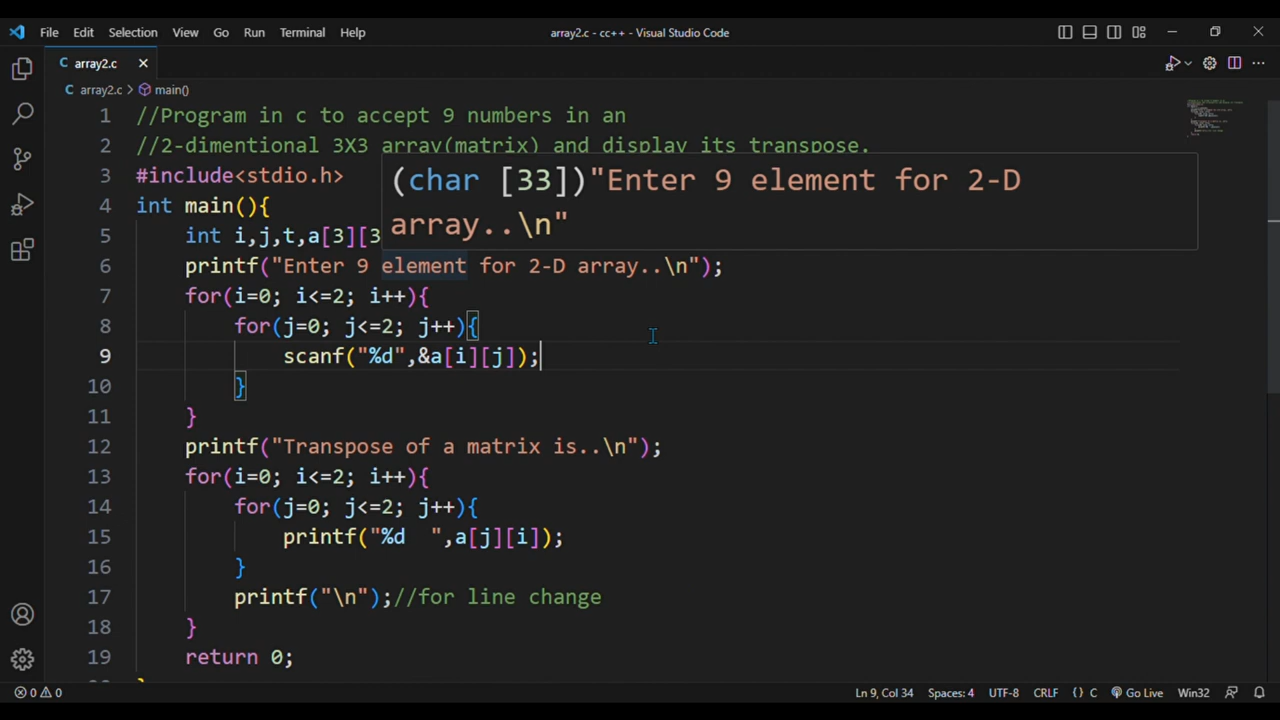 File Edit Selection View Go Run Terminal Help
array2.c - cc++ - Visual Studio Code
C array2.c
C array2.c > main()
1 //Program in c to accept 9 numbers in an
2 //2-dimentional 3X3 array(matrix) and display its transpose.
3 #include<stdio.h>
(char [33])"Enter 9 element for 2-D
array..\n"
4 int main(){
5 int i,j,t,a[3][3
6 printf("Enter 9 element for 2-D array..\n");
7 for(i=0; i<=2; i++){
8 for(j=0; j<=2; j++){
9 scanf("%d",&a[i][j]);
10 }
11 }
12 printf("Transpose of a matrix is..\n");
13 for(i=0; i<=2; i++){
14 for(j=0; j<=2; j++){
15 printf("%d  ",a[j][i]);
16 }
17 printf("\n");//for line change
18 }
19 return 0;
0 0 Ln 9, Col 34 Spaces: 4 UTF-8 CRLF {} C Go Live Win32